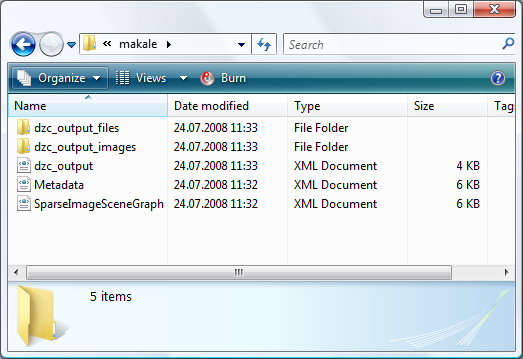 « makale
Search
Organize Views Burn
Name Date modified Type Size Tags
dzc_output_files 24.07.2008 11:33 File Folder
dzc_output_images 24.07.2008 11:33 File Folder
dzc_output 24.07.2008 11:33 XML Document 4 KB
Metadata 24.07.2008 11:32 XML Document 6 KB
SparseImageSceneGraph 24.07.2008 11:32 XML Document 6 KB
5 items